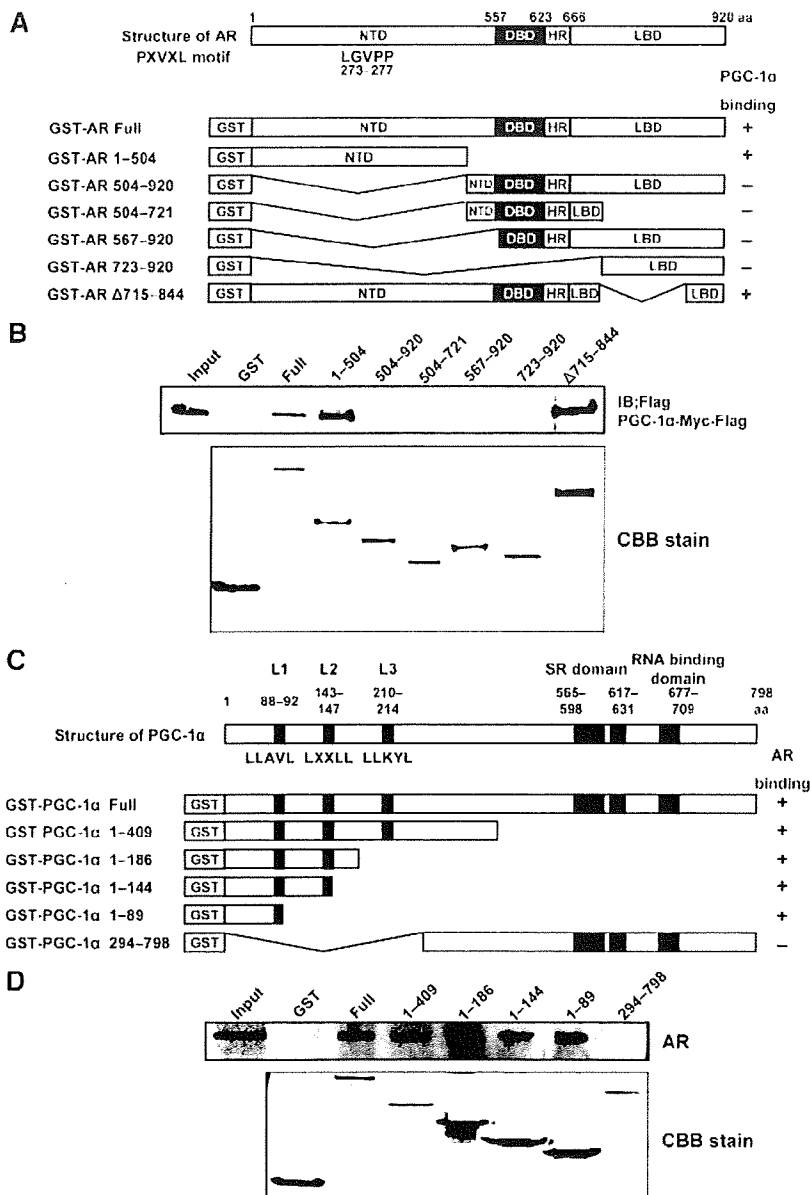 A
1 557 623 666 920 aa
Structure of AR NTD DBD HR LBD
PXVXL motif LGVPP
273–277
PGC-1α
binding
GST-AR Full GST NTD DBD HR LBD +
GST-AR 1–504 GST NTD +
GST-AR 504–920 GST NTD DBD HR LBD –
GST-AR 504–721 GST NTD DBD HR LBD –
GST-AR 567–920 GST DBD HR LBD –
GST-AR 723–920 GST LBD –
GST-AR Δ715–844 GST NTD DBD HR LBD LBD +
B
Input GST Full 1–504 504–920 504–721 567–920 723–920 Δ715–844
IB;Flag
PGC-1α-Myc-Flag
CBB stain
C
L1 L2 L3 SR domain RNA binding
domain
1 88–92 143–
147 210–
214 565–
598 617–
631 677–
709 798
aa
Structure of PGC-1α
LLAVL LXXLL LLKYL
AR
binding
GST-PGC-1α Full GST +
GST PGC-1α 1–409 GST +
GST-PGC-1α 1–186 GST +
GST-PGC-1α 1–144 GST +
GST-PGC-1α 1–89 GST +
GST-PGC-1α 294–798 GST –
D
Input GST Full 1–409 1–186 1–144 1–89 294–798
AR
CBB stain